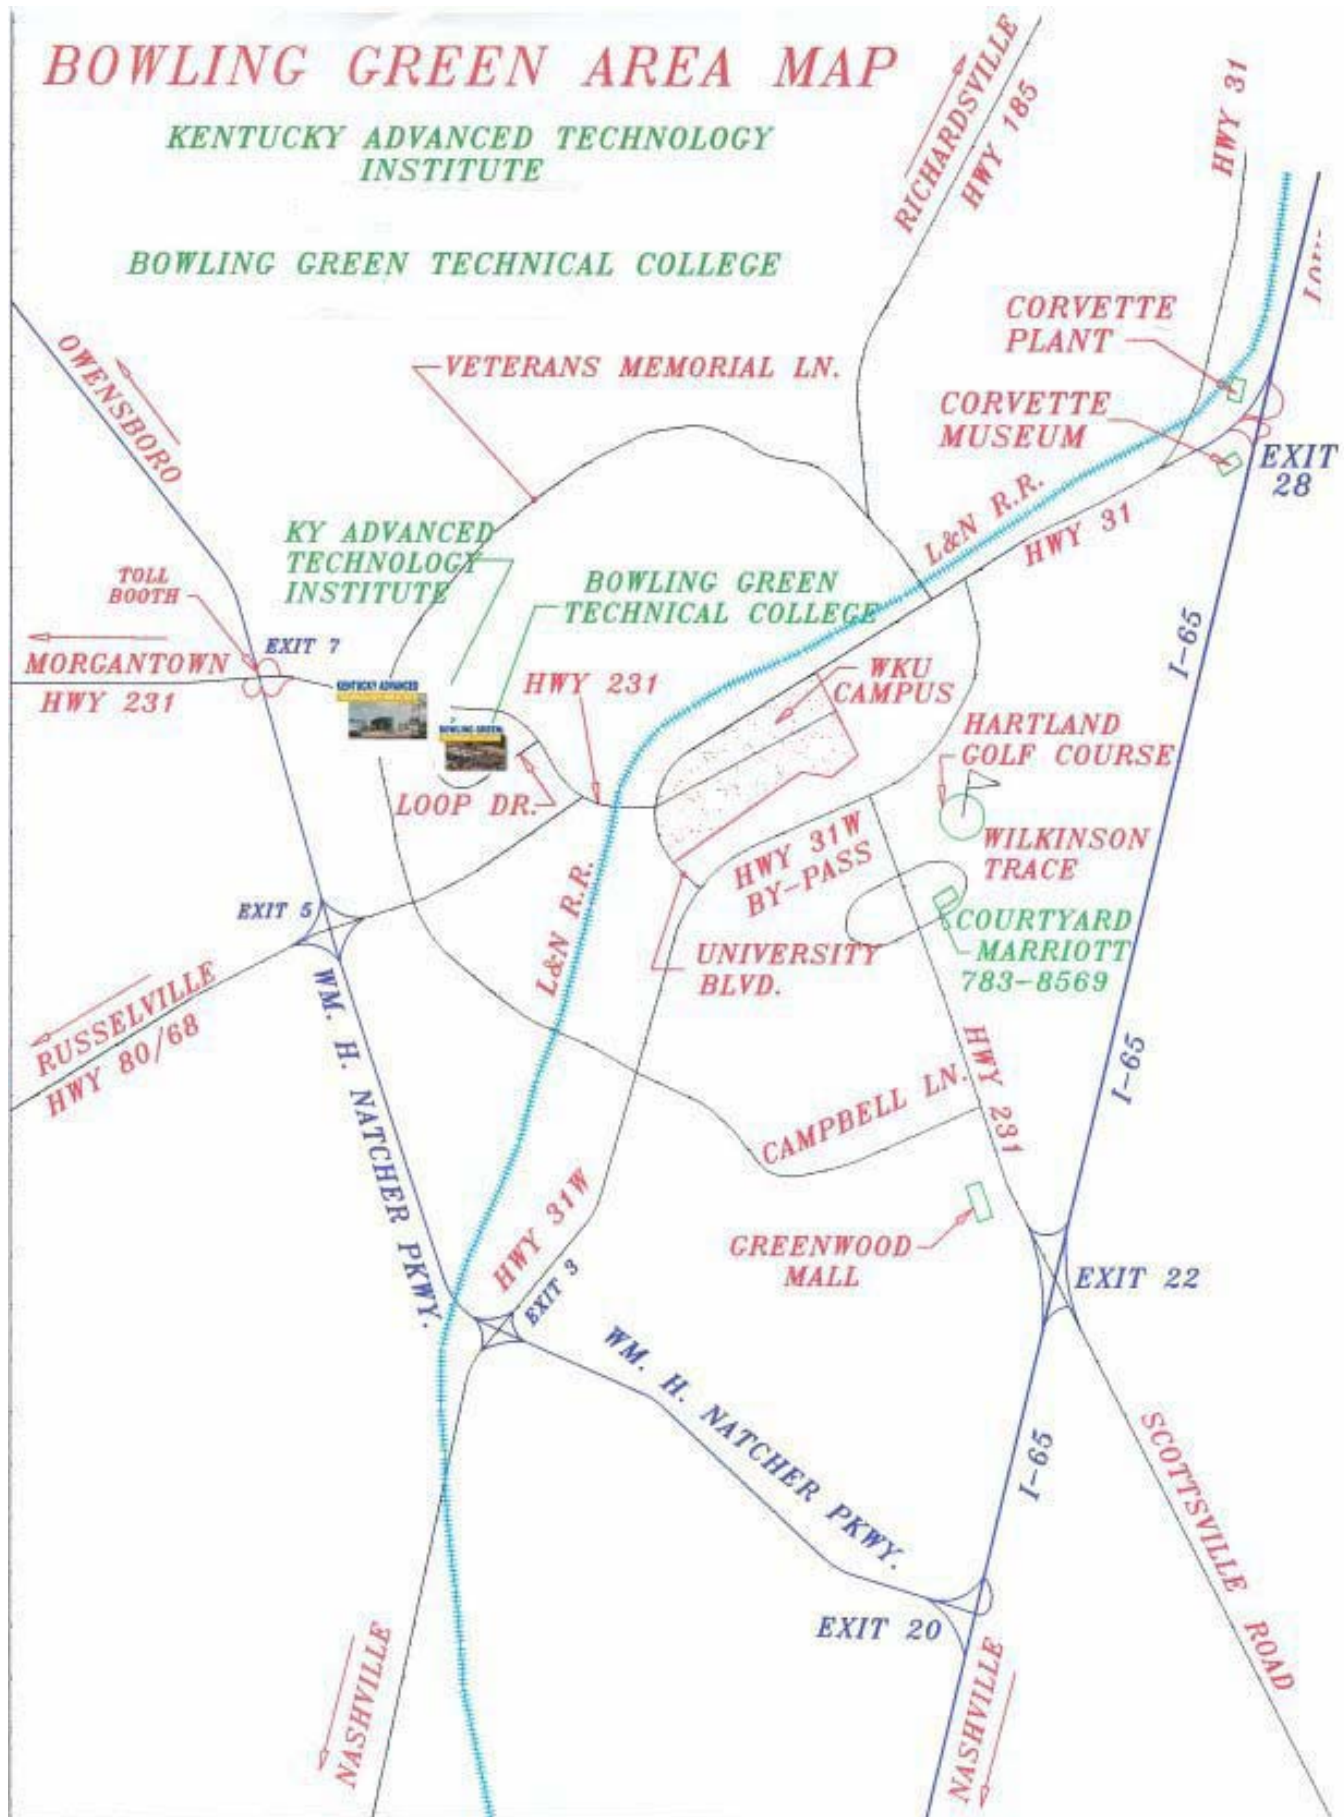 BOWLING GREEN AREA MAP
KENTUCKY ADVANCED TECHNOLOGY
INSTITUTE
BOWLING GREEN TECHNICAL COLLEGE
RICHARDSVILLE
HWY 185
HWY 31
CORVETTE
PLANT
CORVETTE
MUSEUM
EXIT
28
VETERANS MEMORIAL LN.
OWENSBORO
KY ADVANCED
TECHNOLOGY
INSTITUTE
BOWLING GREEN
TECHNICAL COLLEGE
L&N R.R.
HWY 31
TOLL
BOOTH
EXIT 7
MORGANTOWN
HWY 231
KENTUCKY ADVANCED
BOWLING GREEN
HWY 231
LOOP DR.
WKU
CAMPUS
I-65
HARTLAND
GOLF COURSE
WILKINSON
TRACE
HWY 31W
BY-PASS
COURTYARD
MARRIOTT
783-8569
UNIVERSITY
BLVD.
L&N R.R.
EXIT 5
RUSSELVILLE
HWY 80/68
WM. H. NATCHER PKWY.
HWY 231
I-65
CAMPBELL LN.
GREENWOOD
MALL
HWY 31W
EXIT 3
EXIT 22
WM. H. NATCHER PKWY.
I-65
SCOTTSVILLE ROAD
EXIT 20
NASHVILLE
NASHVILLE